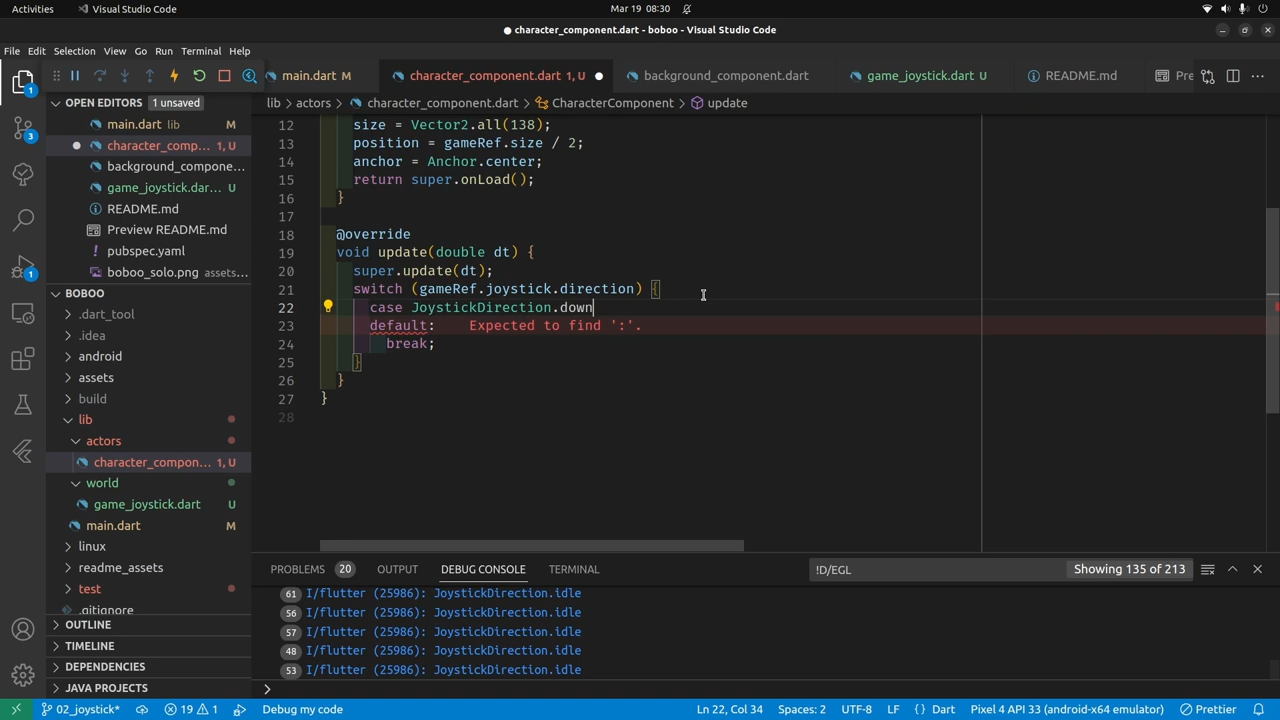 Activities
Visual Studio Code
Mar 19 08:30
character_component.dart - boboo - Visual Studio Code
File Edit Selection View Go Run Terminal Help
main.dart M
character_component.dart 1, U
background_component.dart
game_joystick.dart U
README.md
Pre
OPEN EDITORS 1 unsaved
main.dart lib M
character_comp... 1, U
background_compone...
game_joystick.dar... U
README.md
Preview README.md
! pubspec.yaml
boboo_solo.png assets...
BOBOO
.dart_tool
.idea
android
assets
build
lib
actors
character_compon... 1, U
world
game_joystick.dart U
main.dart M
linux
readme_assets
test
.gitignore
OUTLINE
TIMELINE
DEPENDENCIES
JAVA PROJECTS
1
3
1
lib > actors > character_component.dart > CharacterComponent > update
12 size = Vector2.all(138);
13 position = gameRef.size / 2;
14 anchor = Anchor.center;
15 return super.onLoad();
16 }
17
18 @override
19 void update(double dt) {
20 super.update(dt);
21 switch (gameRef.joystick.direction) {
22 case JoystickDirection.down
23 default: Expected to find ':'.
24 break;
25 }
26 }
27 }
28
PROBLEMS 20 OUTPUT DEBUG CONSOLE TERMINAL
!D/EGL
Showing 135 of 213
61 I/flutter (25986): JoystickDirection.idle
56 I/flutter (25986): JoystickDirection.idle
57 I/flutter (25986): JoystickDirection.idle
48 I/flutter (25986): JoystickDirection.idle
53 I/flutter (25986): JoystickDirection.idle
>
02_joystick* 19 1 Debug my code Ln 22, Col 34 Spaces: 2 UTF-8 LF {} Dart Pixel 4 API 33 (android-x64 emulator) Prettier